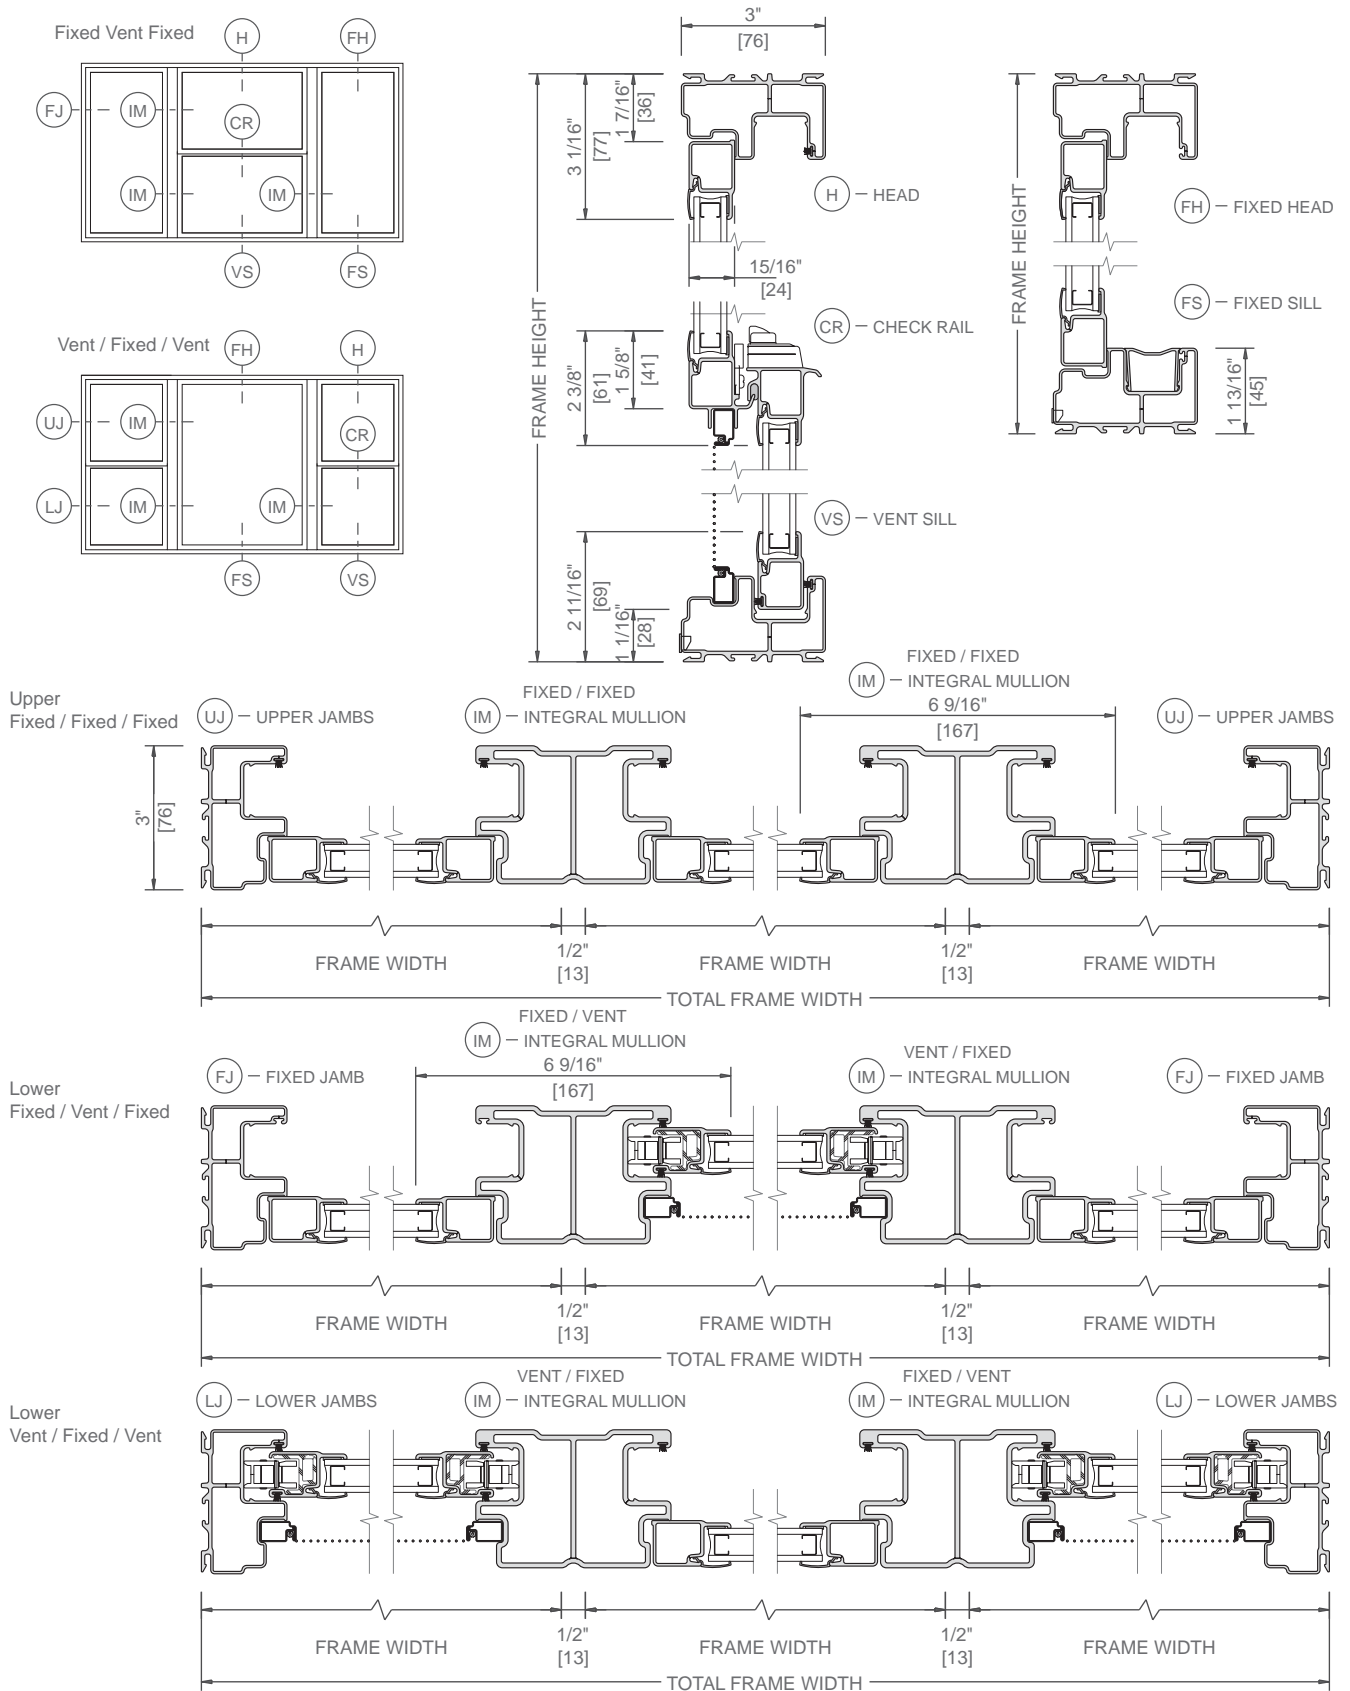 Fixed Vent Fixed
H
FH
FJ
IM
CR
IM
IM
VS
FS
Vent / Fixed / Vent
FH
H
UJ
IM
CR
LJ
IM
IM
FS
VS
3"
[76]
FRAME HEIGHT
3 1/16"
[77]
1 7/16"
[36]
H – HEAD
15/16"
[24]
CR – CHECK RAIL
2 3/8"
[61]
1 5/8"
[41]
VS – VENT SILL
2 11/16"
[69]
1 1/16"
[28]
FRAME HEIGHT
FH – FIXED HEAD
FS – FIXED SILL
1 13/16"
[45]
Upper
Fixed / Fixed / Fixed
UJ – UPPER JAMBS
FIXED / FIXED
IM – INTEGRAL MULLION
FIXED / FIXED
IM – INTEGRAL MULLION
6 9/16"
[167]
UJ – UPPER JAMBS
3"
[76]
1/2"
[13]
1/2"
[13]
FRAME WIDTH
FRAME WIDTH
FRAME WIDTH
TOTAL FRAME WIDTH
Lower
Fixed / Vent / Fixed
FJ – FIXED JAMB
FIXED / VENT
IM – INTEGRAL MULLION
6 9/16"
[167]
VENT / FIXED
IM – INTEGRAL MULLION
FJ – FIXED JAMB
1/2"
[13]
1/2"
[13]
FRAME WIDTH
FRAME WIDTH
FRAME WIDTH
TOTAL FRAME WIDTH
Lower
Vent / Fixed / Vent
LJ – LOWER JAMBS
VENT / FIXED
IM – INTEGRAL MULLION
FIXED / VENT
IM – INTEGRAL MULLION
LJ – LOWER JAMBS
1/2"
[13]
1/2"
[13]
FRAME WIDTH
FRAME WIDTH
FRAME WIDTH
TOTAL FRAME WIDTH